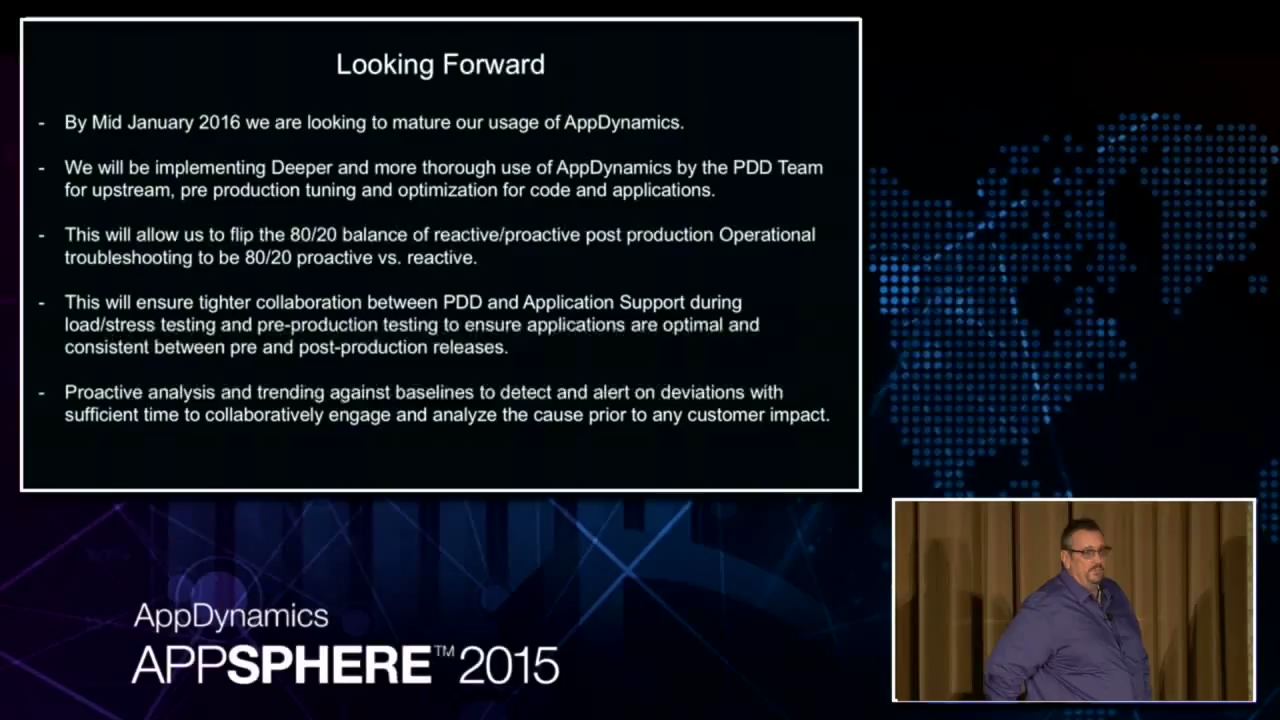 Looking Forward
- By Mid January 2016 we are looking to mature our usage of AppDynamics.
- We will be implementing Deeper and more thorough use of AppDynamics by the PDD Team
for upstream, pre production tuning and optimization for code and applications.
- This will allow us to flip the 80/20 balance of reactive/proactive post production Operational
troubleshooting to be 80/20 proactive vs. reactive.
- This will ensure tighter collaboration between PDD and Application Support during
load/stress testing and pre-production testing to ensure applications are optimal and
consistent between pre and post-production releases.
- Proactive analysis and trending against baselines to detect and alert on deviations with
sufficient time to collaboratively engage and analyze the cause prior to any customer impact.
AppDynamics
APPSPHERE™ 2015